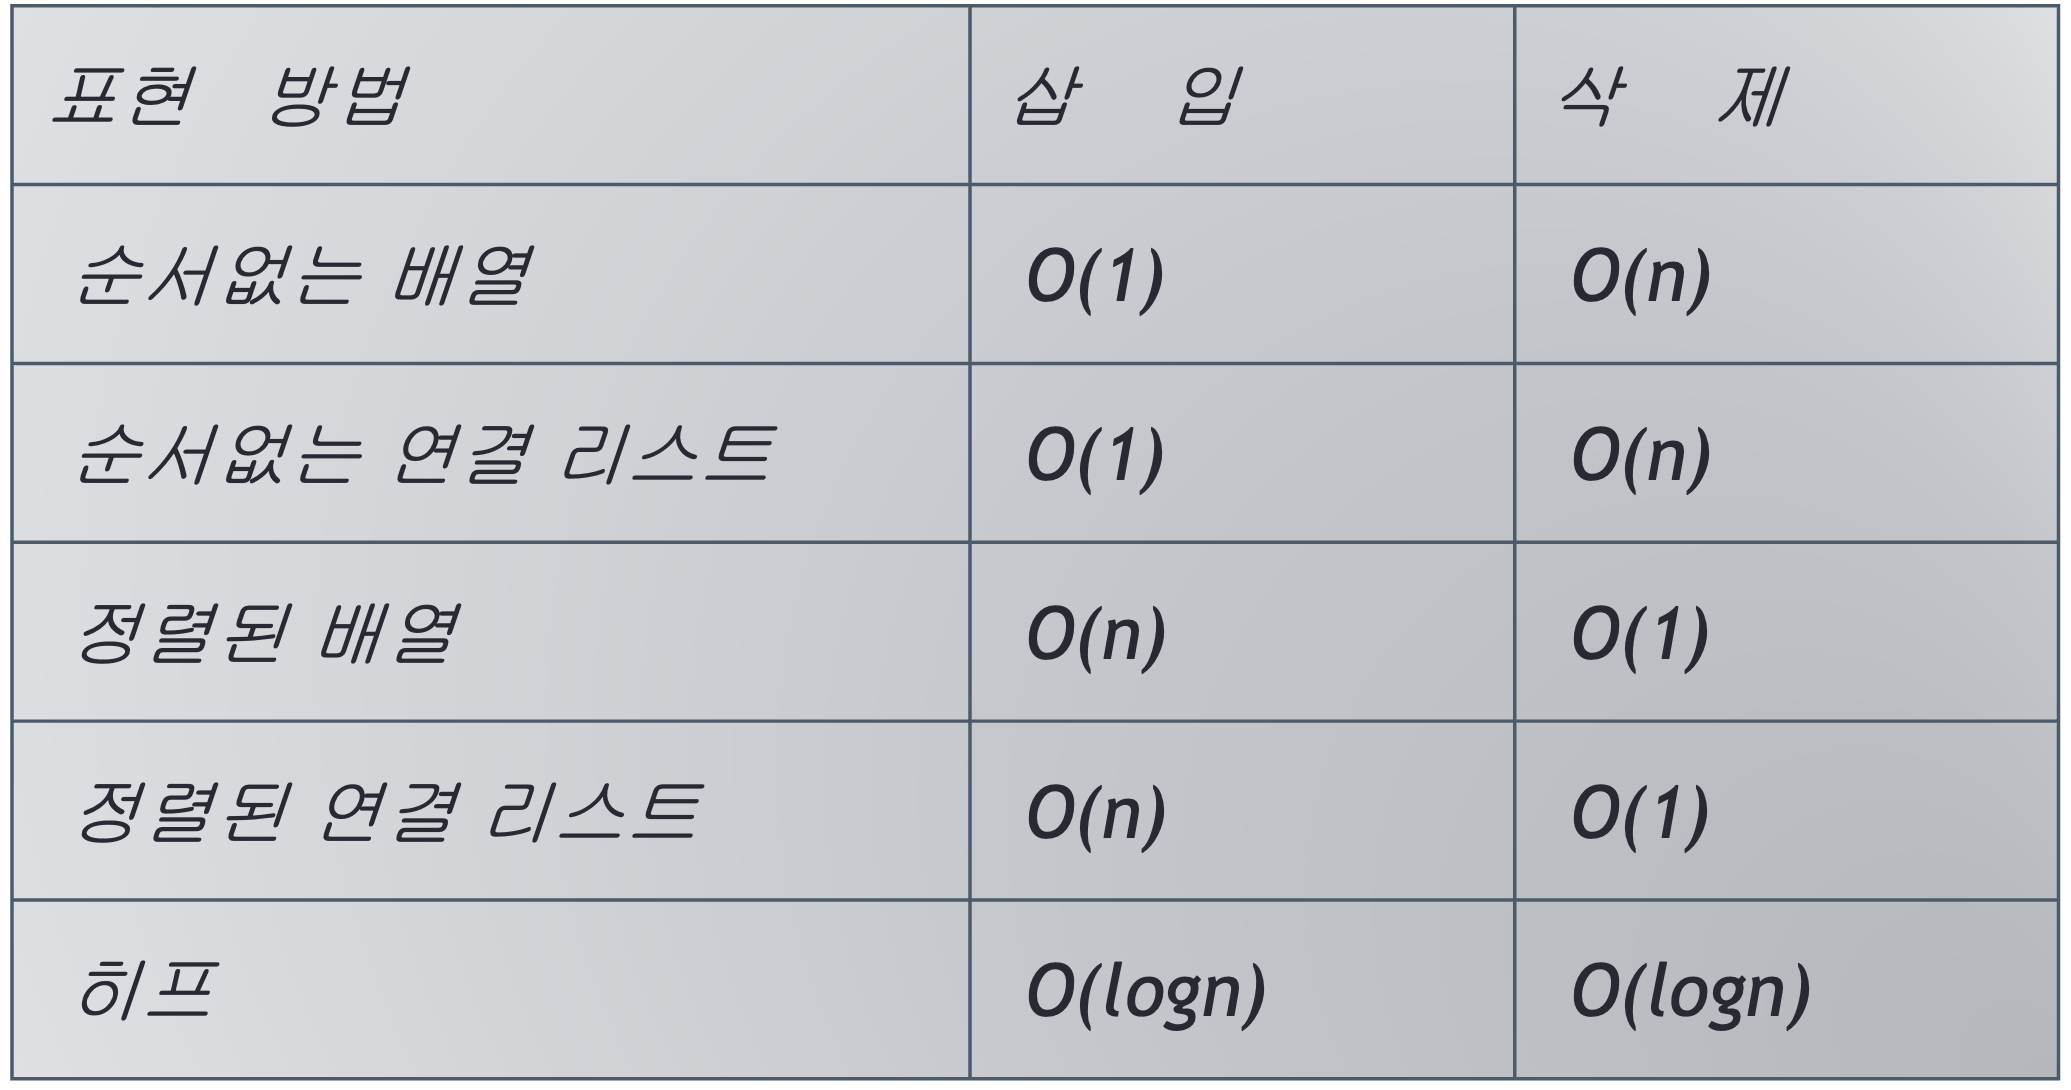 표현 방법 삽 입 삭 제
순서없는 배열 O(1) O(n)
순서없는 연결 리스트 O(1) O(n)
정렬된 배열 O(n) O(1)
정렬된 연결 리스트 O(n) O(1)
히프 O(logn) O(logn)